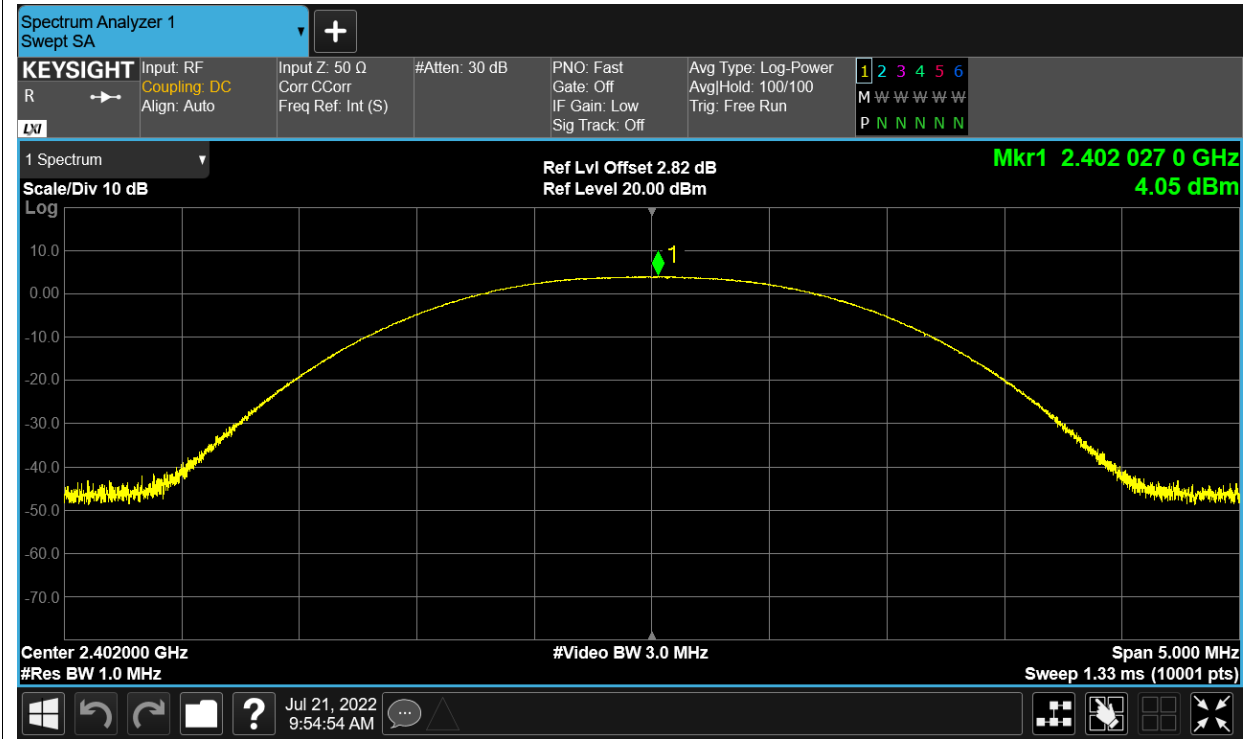 Spectrum Analyzer 1
Swept SA
KEYSIGHT
R
LXI
Input: RF
Coupling: DC
Align: Auto
Input Z: 50 Ω
Corr CCorr
Freq Ref: Int (S)
#Atten: 30 dB
PNO: Fast
Gate: Off
IF Gain: Low
Sig Track: Off
Avg Type: Log-Power
Avg|Hold: 100/100
Trig: Free Run
1 2 3 4 5 6
M W W W W W
P N N N N N
1 Spectrum
Scale/Div 10 dB
Ref Lvl Offset 2.82 dB
Ref Level 20.00 dBm
Mkr1 2.402 027 0 GHz
4.05 dBm
Log
1
10.0
0.00
-10.0
-20.0
-30.0
-40.0
-50.0
-60.0
-70.0
Center 2.402000 GHz
#Res BW 1.0 MHz
#Video BW 3.0 MHz
Span 5.000 MHz
Sweep 1.33 ms (10001 pts)
?
Jul 21, 2022
9:54:54 AM